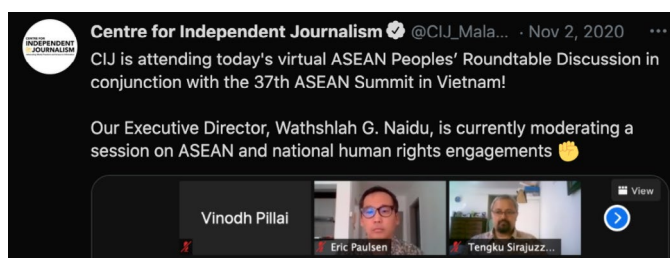 CENTRE FOR
INDEPENDENT
JOURNALISM
Centre for Independent Journalism @CIJ_Mala... · Nov 2, 2020 ...
CIJ is attending today's virtual ASEAN Peoples’ Roundtable Discussion in
conjunction with the 37th ASEAN Summit in Vietnam!
Our Executive Director, Wathshlah G. Naidu, is currently moderating a
session on ASEAN and national human rights engagements ✊
View
Vinodh Pillai
Eric Paulsen
Tengku Sirajuzz...